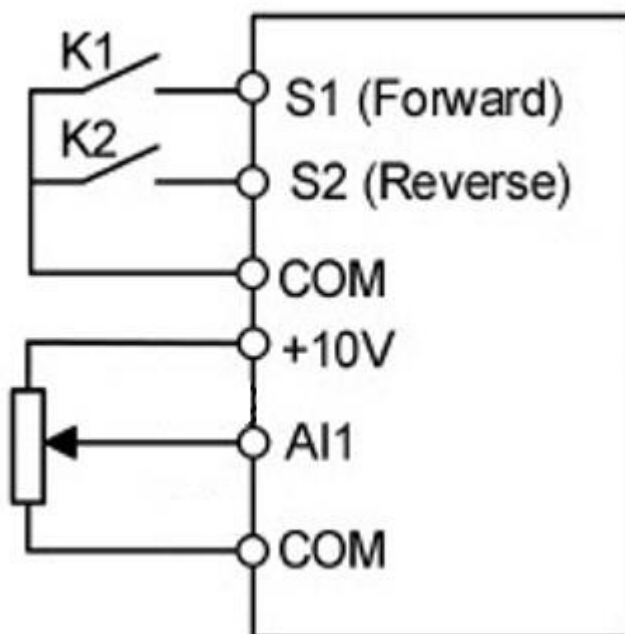 K1
S1 (Forward)
K2
S2 (Reverse)
COM
+10V
AI1
COM